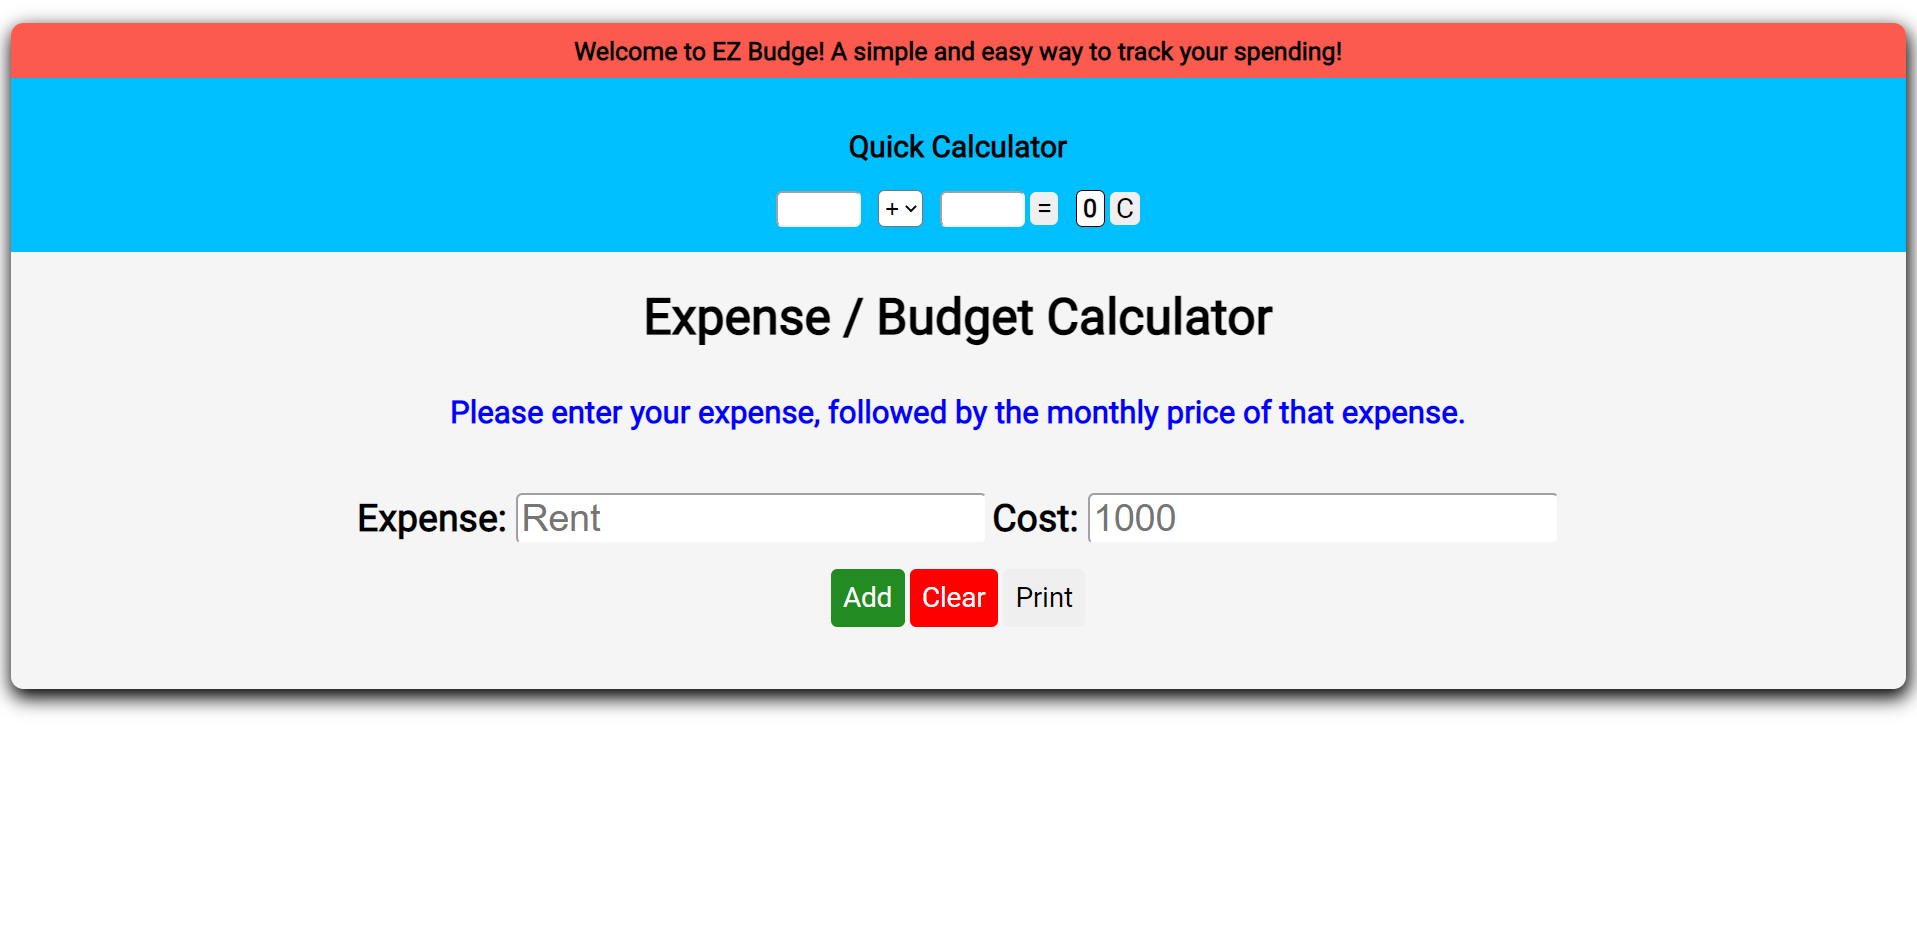 Welcome to EZ Budge! A simple and easy way to track your spending!
Quick Calculator
+ = 0 C
Expense / Budget Calculator
Please enter your expense, followed by the monthly price of that expense.
Expense: Rent Cost: 1000
Add Clear Print